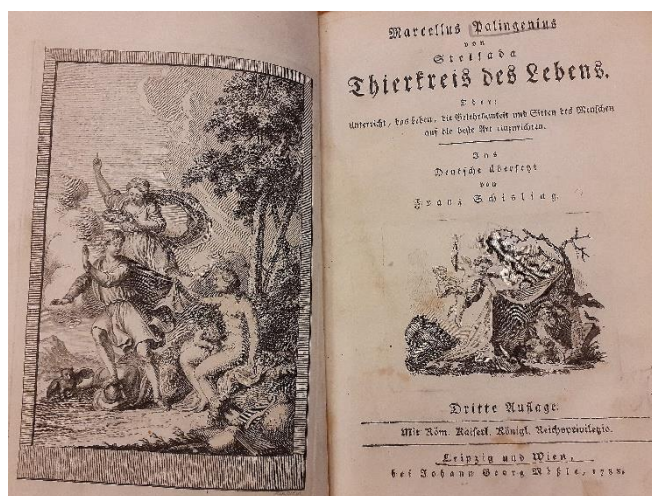 Marcellus Palingenius
von
Stellada
Thierkreis des Lebens.
Oder:
Unterricht, das Leben, die Gelehrsamkeit und Sitten des Menschen
auf die beste Art einzurichten.
Ins
Deutsche übersetzt
von
Franz Schisling.
Dritte Auflage.
Mit Röm. Kaiserl. Königl. Reichsprivilegio.
Leipzig und Wien,
bei Johann Georg Mößle, 1788.